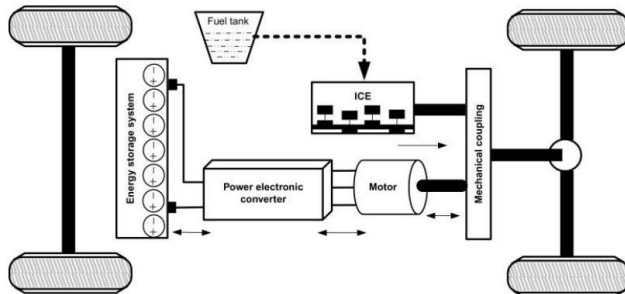 Fuel tank
ICE
Energy storage system
Power electronic
converter
Motor
Mechanical coupling